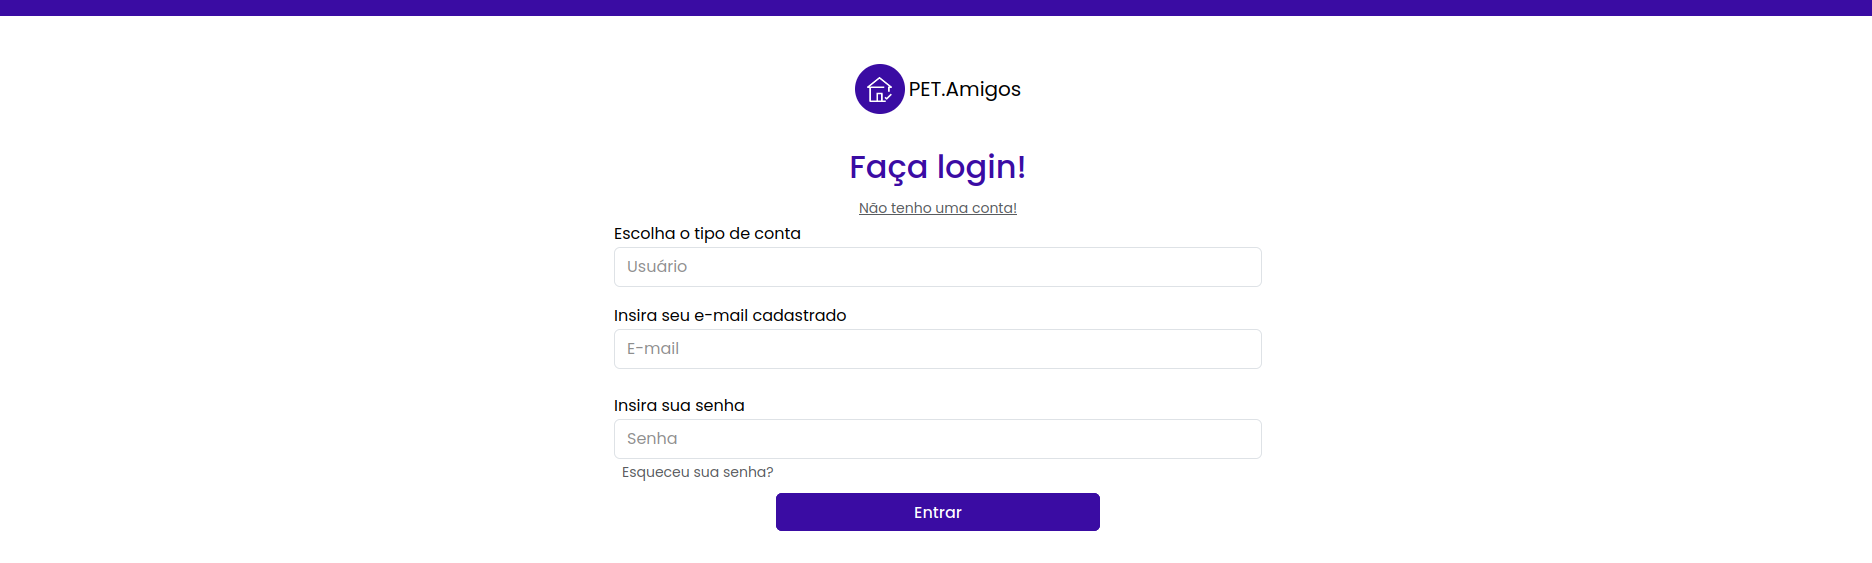 PET.Amigos
Faça login!
Não tenho uma conta!
Escolha o tipo de conta
Usuário
Insira seu e-mail cadastrado
E-mail
Insira sua senha
Senha
Esqueceu sua senha?
Entrar